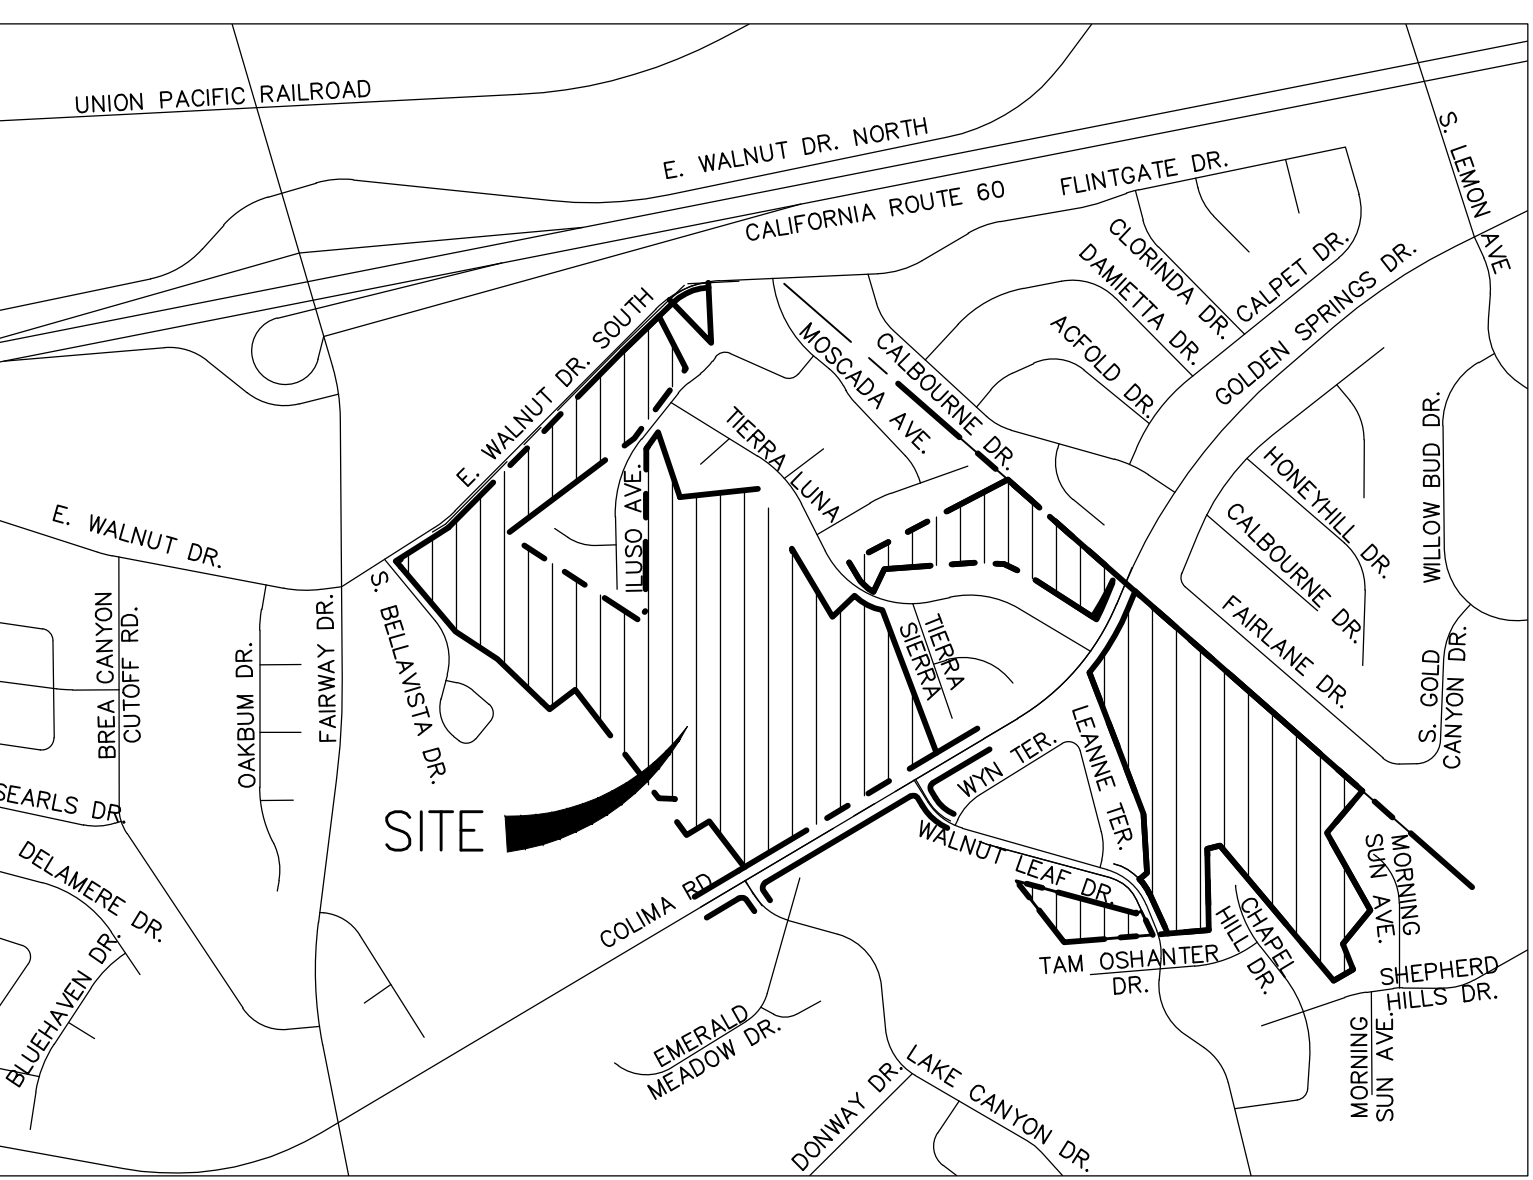 UNION PACIFIC RAILROAD
E. WALNUT DR. NORTH
S. LEMON AVE
FLINTGATE DR.
CALIFORNIA ROUTE 60
CLORINDA DR.
CALPET DR.
DAMIETTA DR.
GOLDEN SPRINGS DR.
ACFOLD DR.
E. WALNUT DR. SOUTH
MOSCADA AVE.
CALBOURNE DR.
TIERRA LUNA
ILUSO AVE.
HONEYHILL DR.
CALBOURNE DR.
WILLOW BUD DR.
FAIRLANE DR.
S. GOLD
CANYON DR.
E. WALNUT DR.
S. BELLAVISTA DR.
BREA CANYON
CUTOFF RD.
OAKBUM DR.
FAIRWAY DR.
TIERRA
SIERRA
LEANNE TER.
WYN TER.
SEARLS DR.
SITE
WALNUT LEAF DR.
MORNING
SUN AVE.
DELAMERE DR.
COLIMA RD
CHAPEL
HILL DR.
TAM OSHANTER
DR.
SHEPHERD
HILLS DR.
BLUEHAVEN DR.
EMERALD
MEADOW DR.
MORNING
SUN AVE.
LAKE CANYON DR.
DONWAY DR.